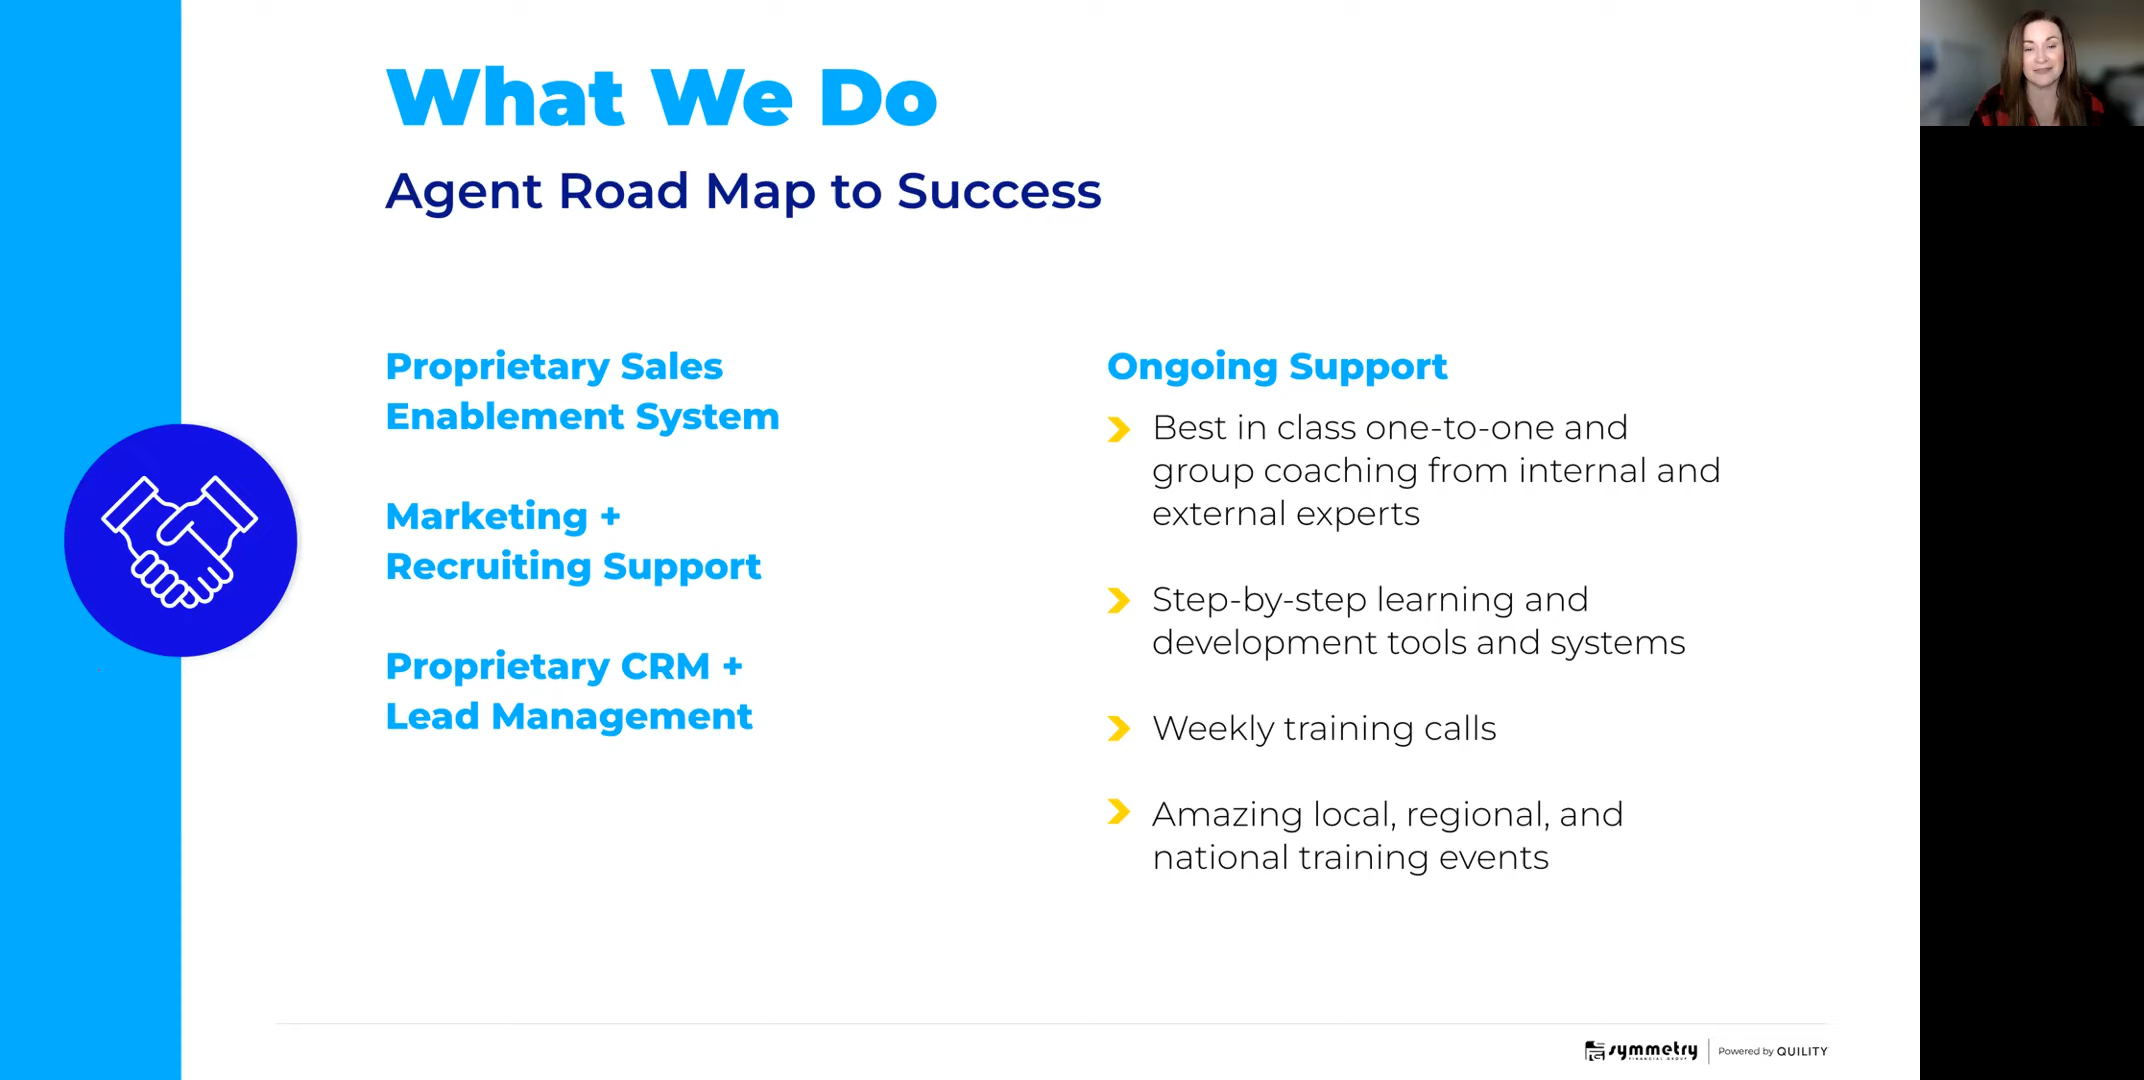 What We Do
Agent Road Map to Success
Proprietary Sales
Enablement System
Marketing +
Recruiting Support
Proprietary CRM +
Lead Management
Ongoing Support
Best in class one-to-one and
group coaching from internal and
external experts
Step-by-step learning and
development tools and systems
Weekly training calls
Amazing local, regional, and
national training events
symmetry
FINANCIAL GROUP
Powered by QUILITY